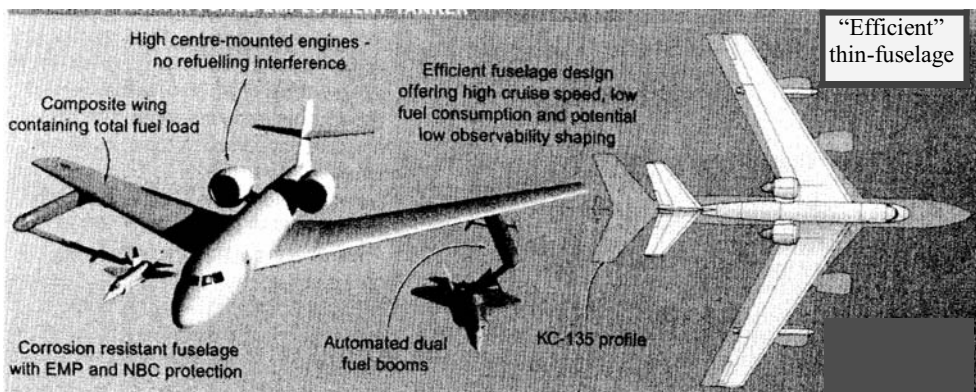 High centre-mounted engines -
no refuelling interference
Composite wing
containing total fuel load
Efficient fuselage design
offering high cruise speed, low
fuel consumption and potential
low observability shaping
"Efficient"
thin-fuselage
Corrosion resistant fuselage
with EMP and NBC protection
Automated dual
fuel booms
KC-135 profile